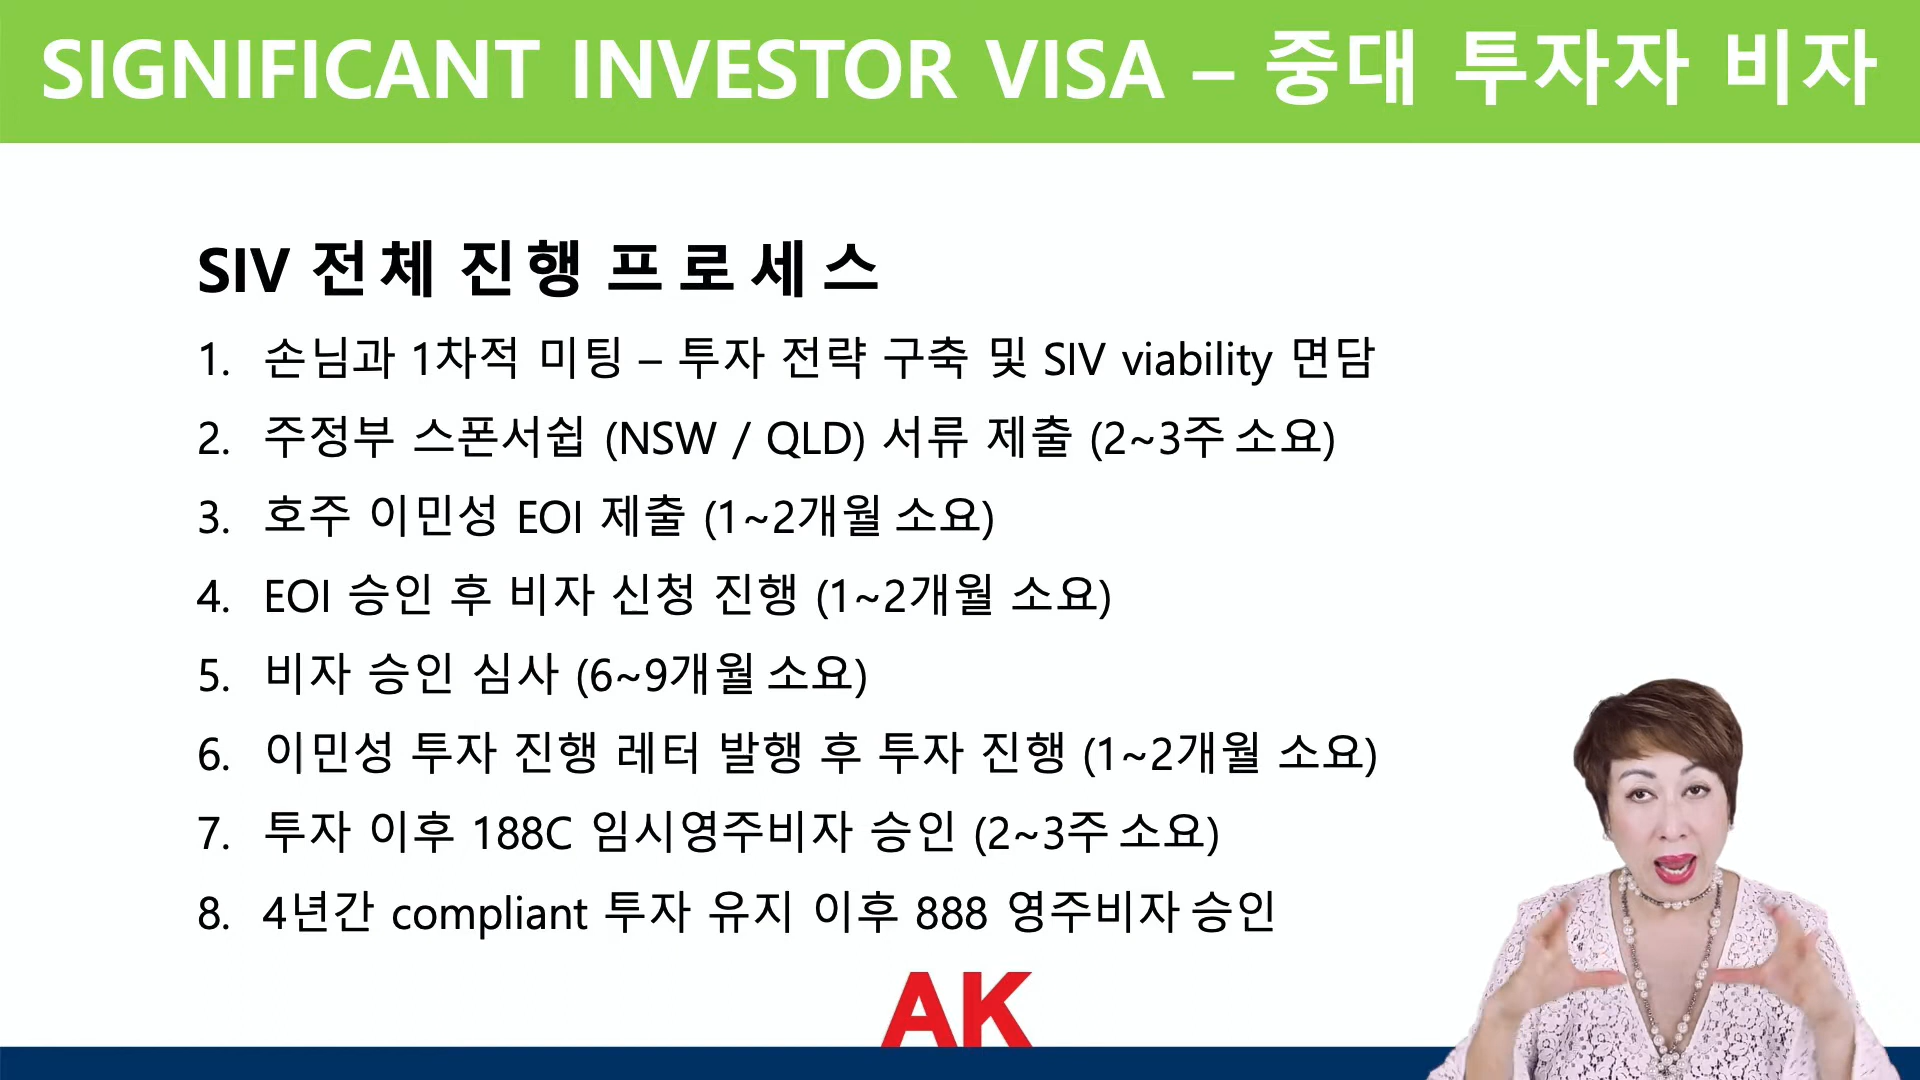 SIGNIFICANT INVESTOR VISA – 중대 투자자 비자
SIV 전체 진행 프로세스
1. 손님과 1차적 미팅 – 투자 전략 구축 및 SIV viability 면담
2. 주정부 스폰서쉽 (NSW / QLD) 서류 제출 (2~3주 소요)
3. 호주 이민성 EOI 제출 (1~2개월 소요)
4. EOI 승인 후 비자 신청 진행 (1~2개월 소요)
5. 비자 승인 심사 (6~9개월 소요)
6. 이민성 투자 진행 레터 발행 후 투자 진행 (1~2개월 소요)
7. 투자 이후 188C 임시영주비자 승인 (2~3주 소요)
8. 4년간 compliant 투자 유지 이후 888 영주비자 승인
AK